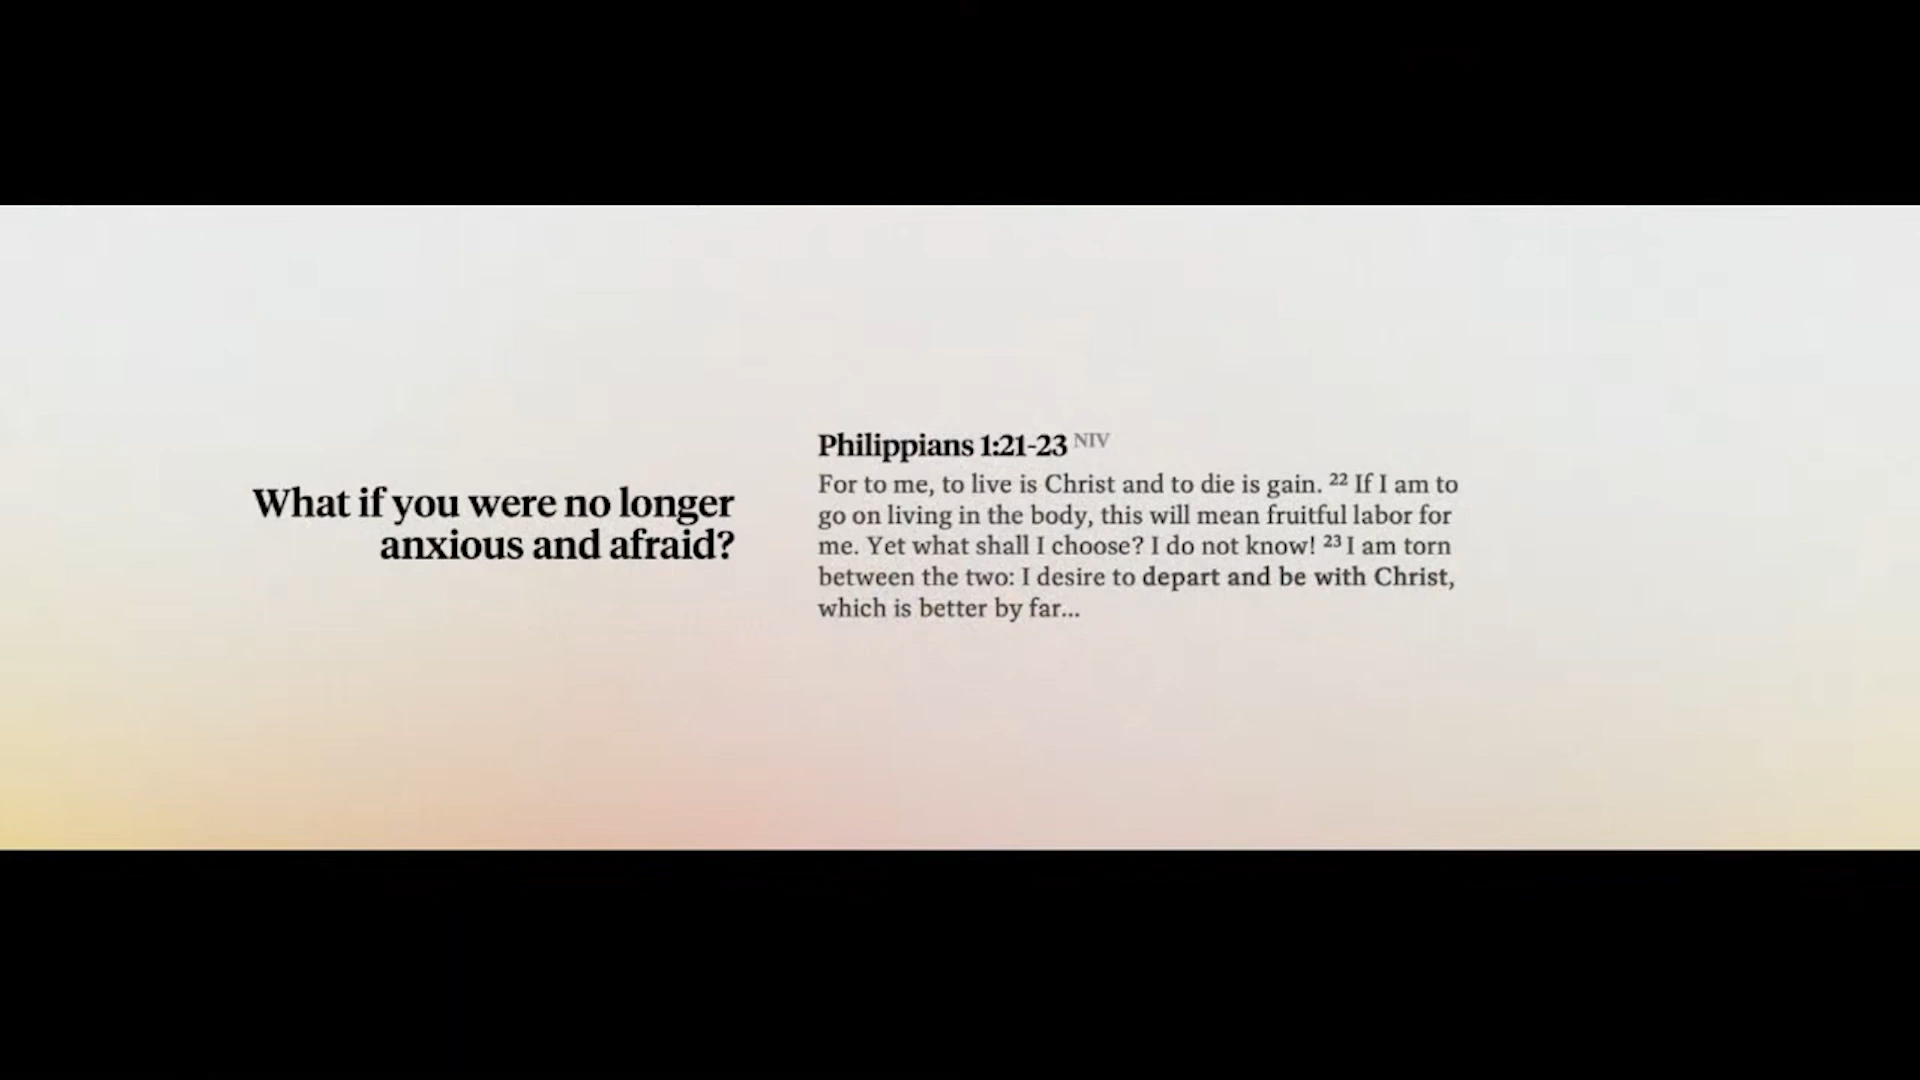 What if you were no longer
anxious and afraid?
Philippians 1:21-23 NIV
For to me, to live is Christ and to die is gain. 22 If I am to
go on living in the body, this will mean fruitful labor for
me. Yet what shall I choose? I do not know! 23 I am torn
between the two: I desire to depart and be with Christ,
which is better by far...